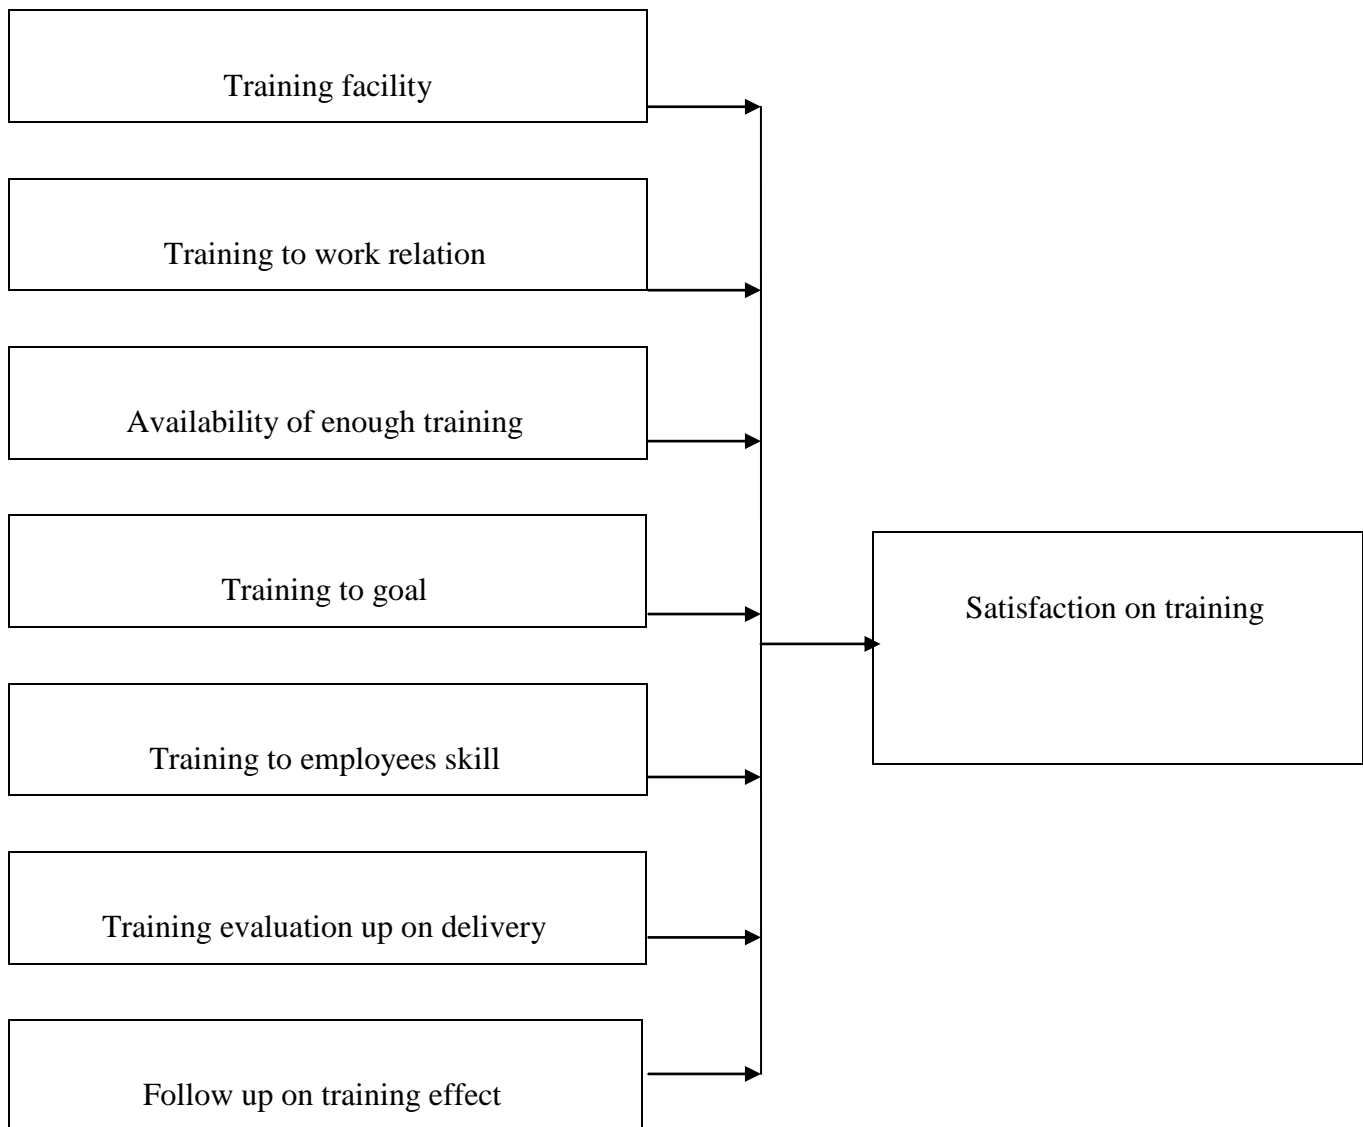 Training facility
Training to work relation
Availability of enough training
Training to goal
Training to employees skill
Training evaluation up on delivery
Follow up on training effect
Satisfaction on training